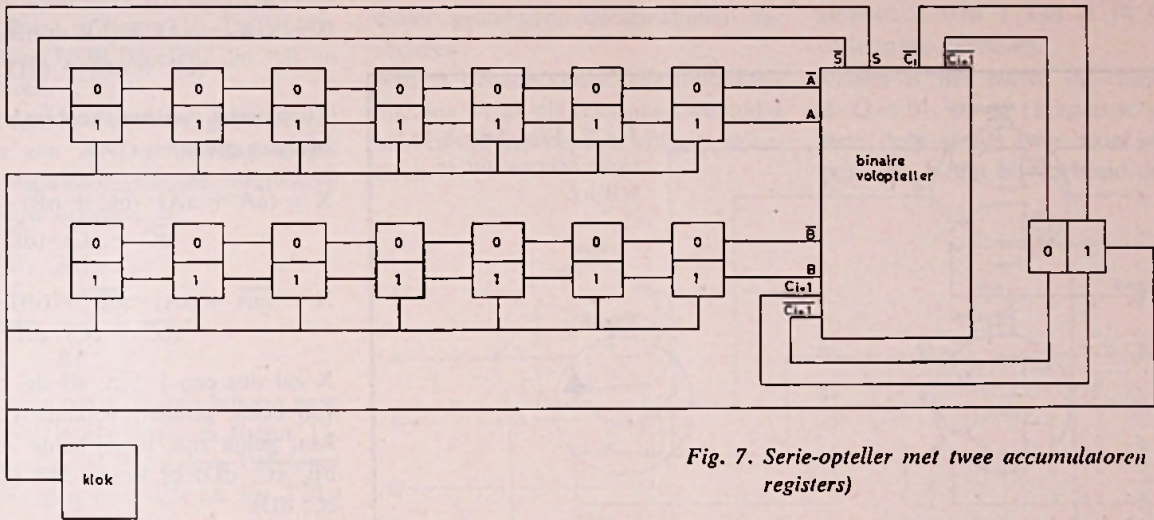 S̅ S C̅i C̅i+1
0 0 0 0 0 0 0 A̅
1 1 1 1 1 1 1 A
binaire
volopteller
0 0 0 0 0 0 0 B̅
1 1 1 1 1 1 1 B
Ci-1
0 1
klok
Fig. 7. Serie-opteller met twee accumulatoren
registers)